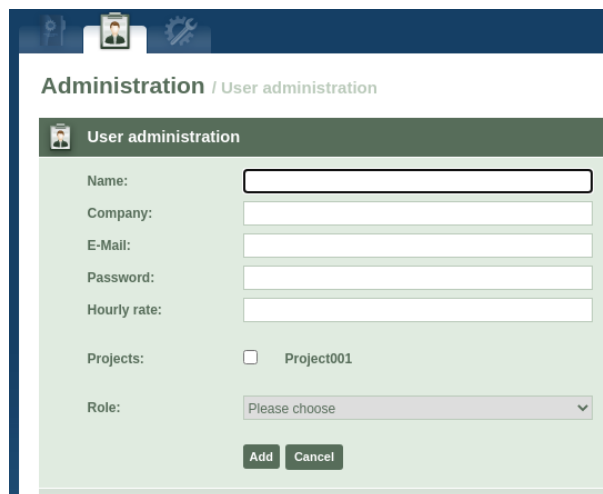 Administration / User administration
User administration
Name:
Company:
E-Mail:
Password:
Hourly rate:
Projects: Project001
Role: Please choose
Add Cancel